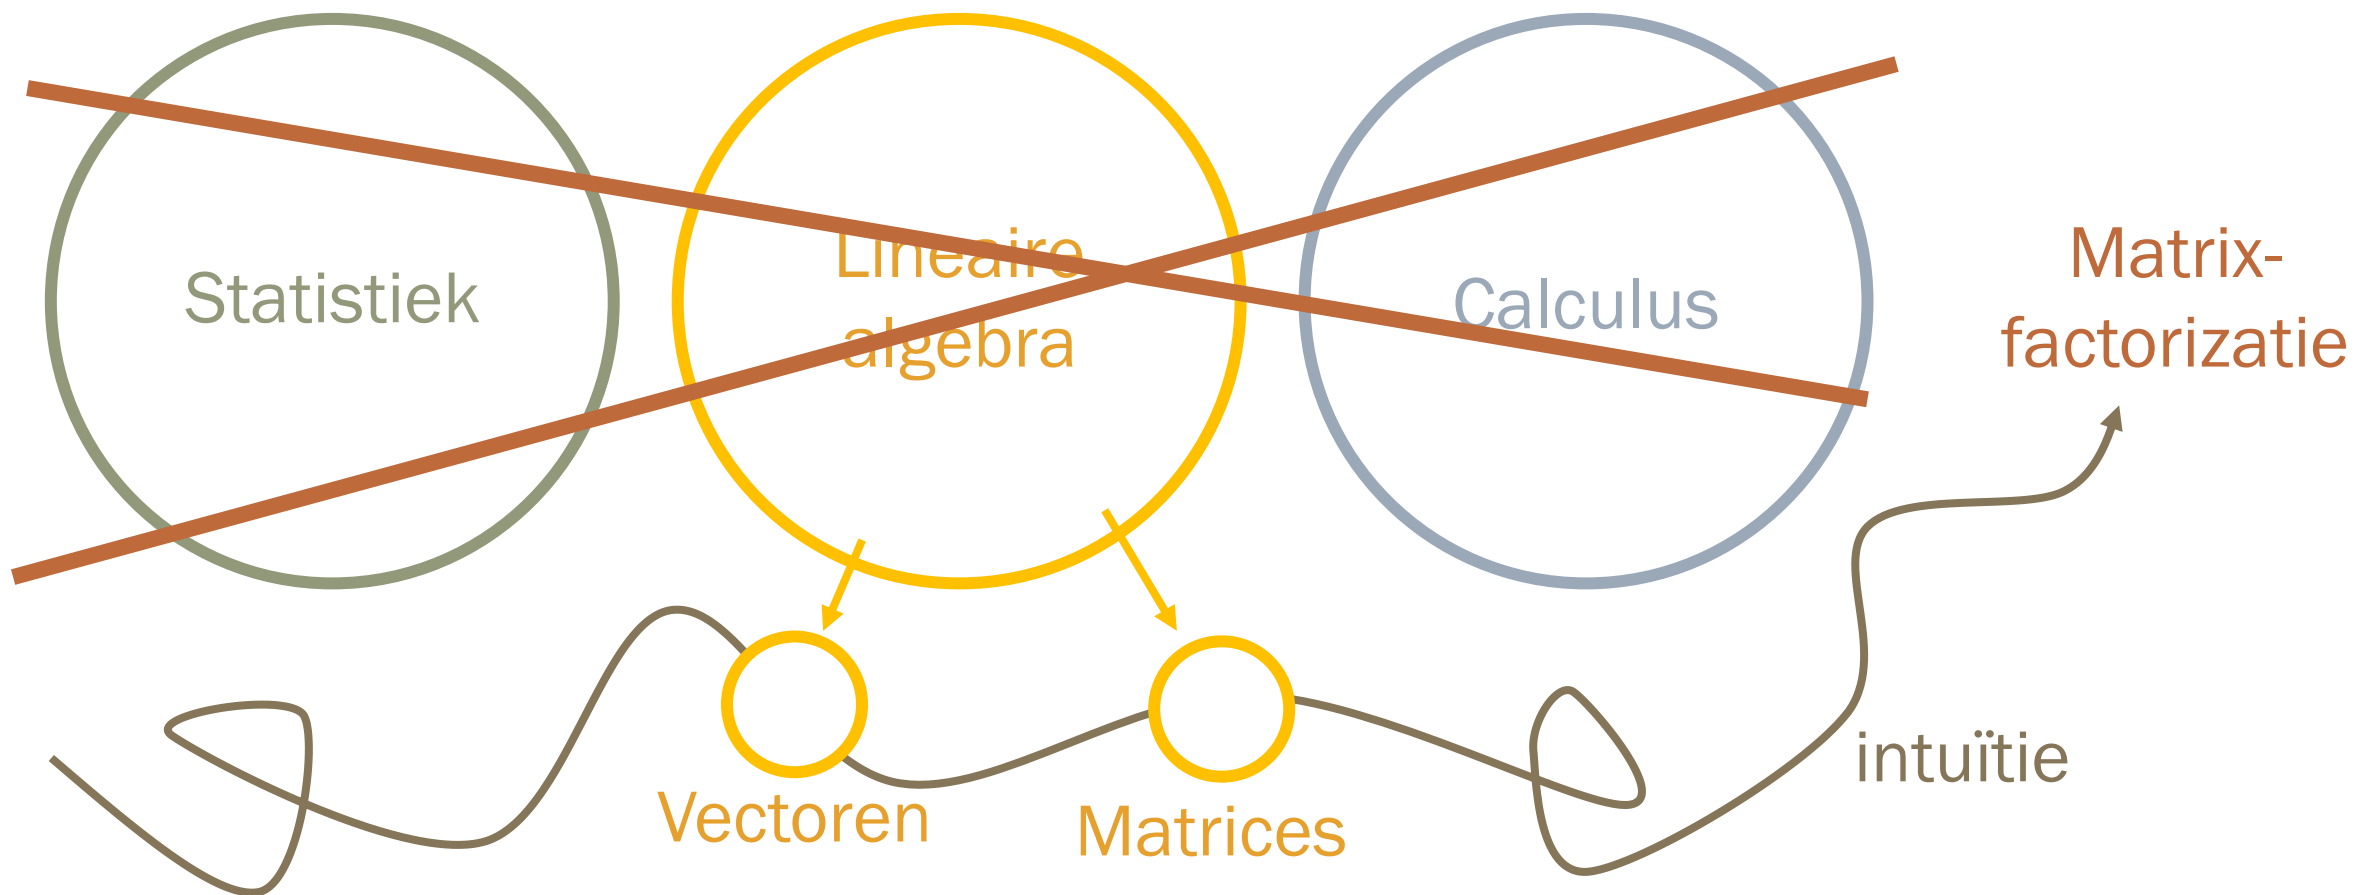 Statistiek
Lineaire
algebra
Calculus
Matrix-
factorizatie
Vectoren
Matrices
intuïtie